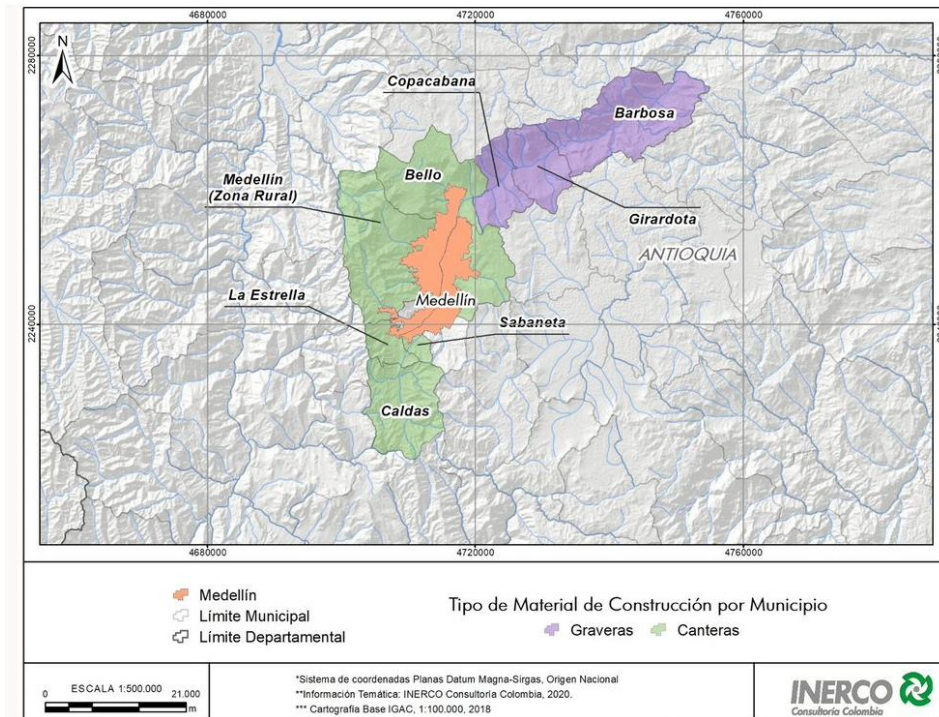 4680000 4720000 4760000
2280000
N
Copacabana
Barbosa
Bello
Medellín
(Zona Rural)
Girardota
ANTIOQUIA
La Estrella
Medellín
Sabaneta
2240000
Caldas
4680000 4720000 4760000
Medellín
Límite Municipal
Límite Departamental
Tipo de Material de Construcción por Municipio
Graveras Canteras
ESCALA 1:500.000
0 21.000
m
*Sistema de coordenadas Planas Datum Magna-Sirgas, Origen Nacional
**Información Temática: INERCO Consultoría Colombia, 2020.
*** Cartografía Base IGAC, 1:100.000, 2018
INERCO
Consultoría Colombia